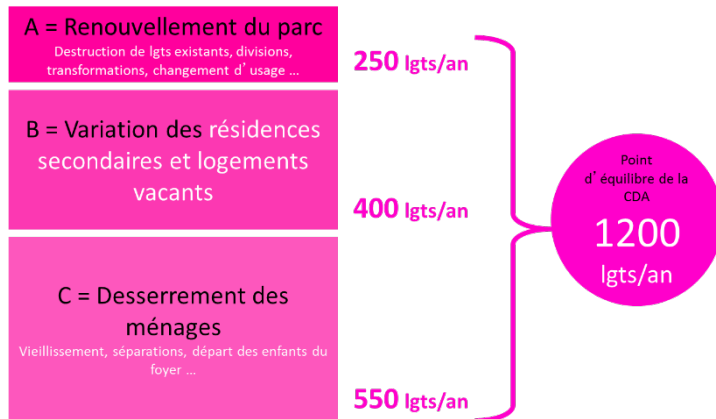 A = Renouvellement du parc
Destruction de lgts existants, divisions,
transformations, changement d’usage …
250 lgts/an
B = Variation des résidences
secondaires et logements
vacants
400 lgts/an
C = Desserrement des
ménages
Vieillissement, séparations, départ des enfants du
foyer …
550 lgts/an
Point
d’équilibre de la
CDA
1200
lgts/an